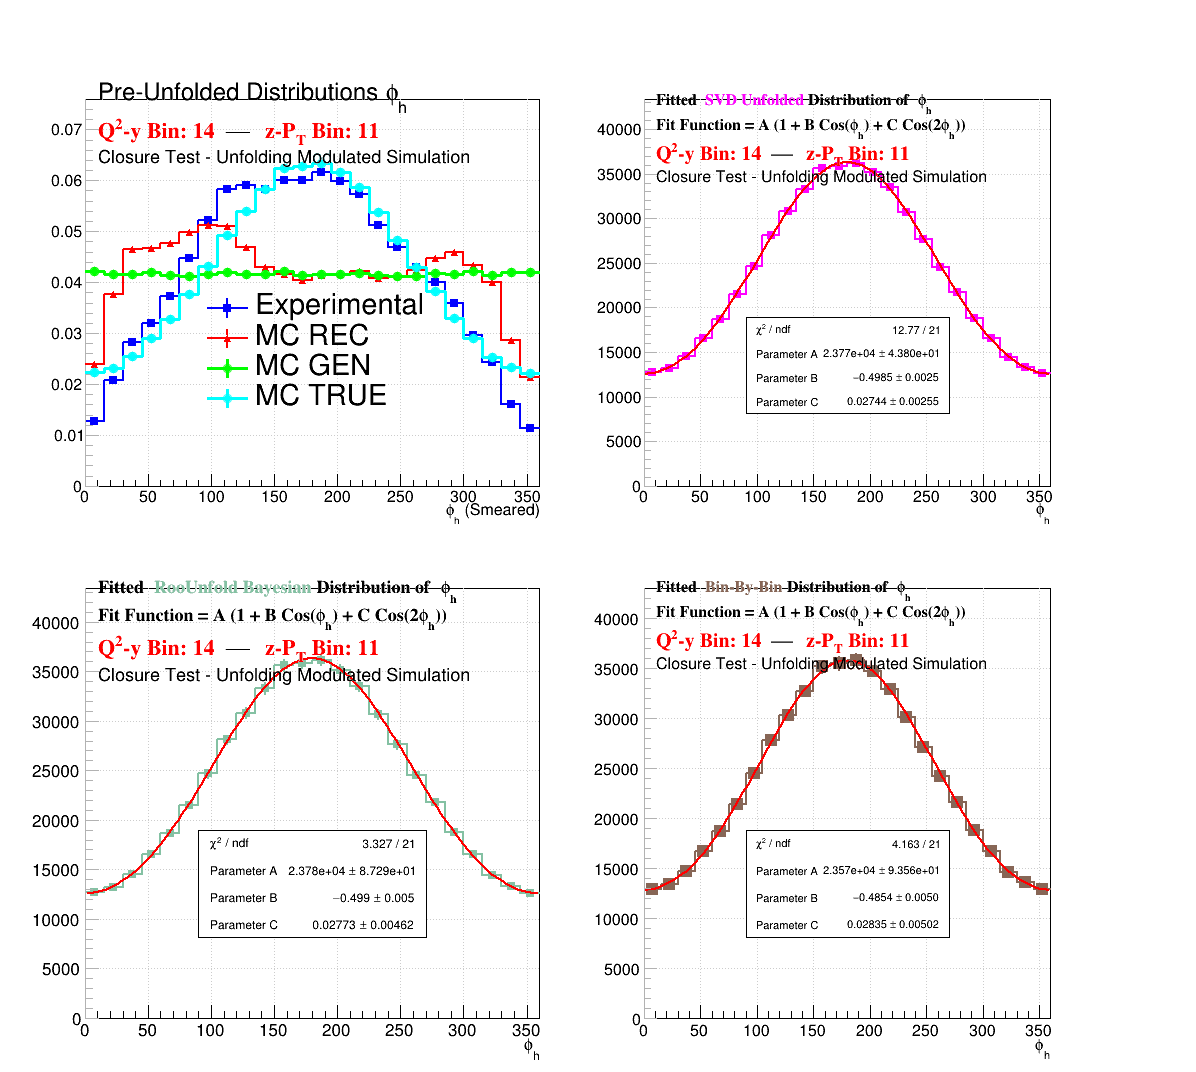 Pre-Unfolded Distributions ϕh
Q²-y Bin: 14 — z-PT Bin: 11
Closure Test - Unfolding Modulated Simulation
0.07
0.06
0.05
0.04
0.03
0.02
0.01
0
Experimental
MC REC
MC GEN
MC TRUE
0 50 100 150 200 250 300 350
ϕh (Smeared)
Fitted SVD Unfolded Distribution of ϕh
Fit Function = A (1 + B Cos(ϕh) + C Cos(2ϕh))
Q²-y Bin: 14 — z-PT Bin: 11
Closure Test - Unfolding Modulated Simulation
40000
35000
30000
25000
20000
15000
10000
5000
0
χ² / ndf 12.77 / 21
Parameter A 2.377e+04 ± 4.380e+01
Parameter B −0.4985 ± 0.0025
Parameter C 0.02744 ± 0.00255
0 50 100 150 200 250 300 350
ϕh
Fitted RooUnfold Bayesian Distribution of ϕh
Fit Function = A (1 + B Cos(ϕh) + C Cos(2ϕh))
Q²-y Bin: 14 — z-PT Bin: 11
Closure Test - Unfolding Modulated Simulation
40000
35000
30000
25000
20000
15000
10000
5000
0
χ² / ndf 3.327 / 21
Parameter A 2.378e+04 ± 8.729e+01
Parameter B −0.499 ± 0.005
Parameter C 0.02773 ± 0.00462
0 50 100 150 200 250 300 350
ϕh
Fitted Bin-By-Bin Distribution of ϕh
Fit Function = A (1 + B Cos(ϕh) + C Cos(2ϕh))
Q²-y Bin: 14 — z-PT Bin: 11
Closure Test - Unfolding Modulated Simulation
40000
35000
30000
25000
20000
15000
10000
5000
0
χ² / ndf 4.163 / 21
Parameter A 2.357e+04 ± 9.356e+01
Parameter B −0.4854 ± 0.0050
Parameter C 0.02835 ± 0.00502
0 50 100 150 200 250 300 350
ϕh